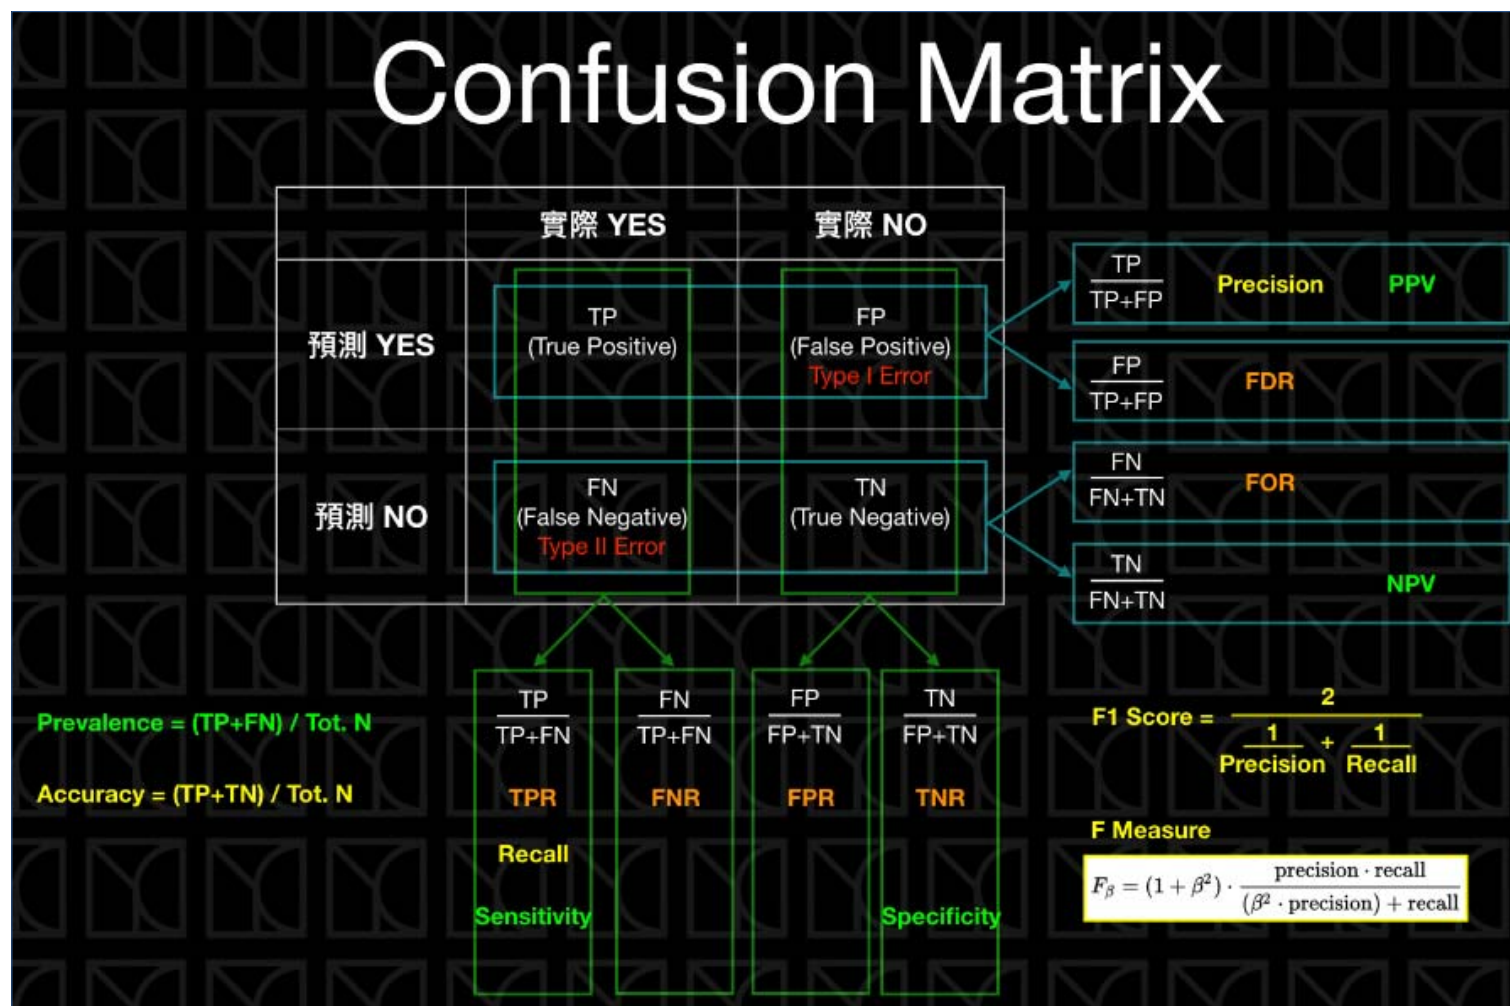 Confusion Matrix
實際 YES
實際 NO
預測 YES
TP
(True Positive)
FP
(False Positive)
Type I Error
預測 NO
FN
(False Negative)
Type II Error
TN
(True Negative)
TP
TP+FP
Precision
PPV
FP
TP+FP
FDR
FN
FN+TN
FOR
TN
FN+TN
NPV
TP
TP+FN
TPR
Recall
Sensitivity
FN
TP+FN
FNR
FP
FP+TN
FPR
TN
FP+TN
TNR
Specificity
Prevalence = (TP+FN) / Tot. N
Accuracy = (TP+TN) / Tot. N
F1 Score = 2
1 + 1
Precision Recall
F Measure
Fβ = (1 + β²) · precision · recall
(β² · precision) + recall